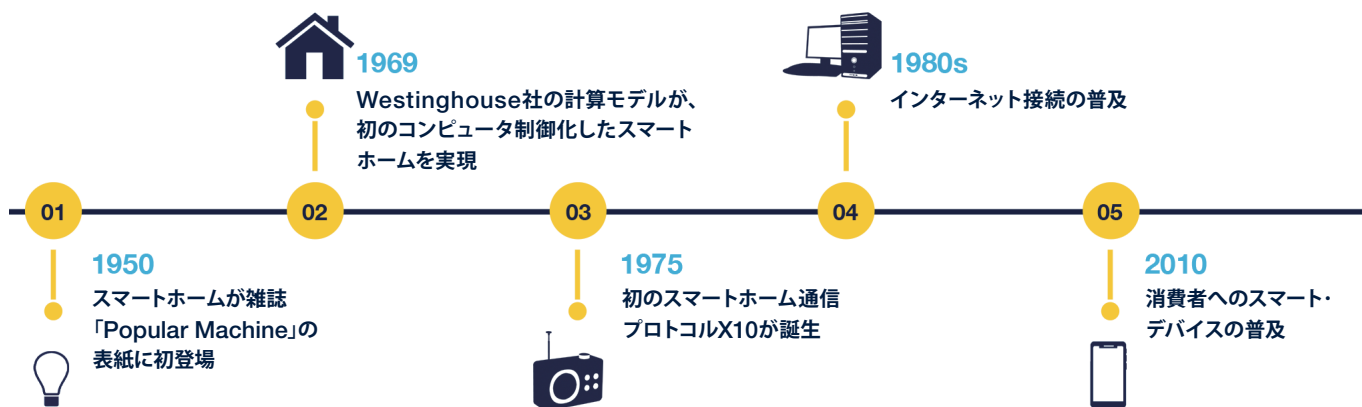 1969
Westinghouse社の計算モデルが、
初のコンピュータ制御化したスマート
ホームを実現
1980s
インターネット接続の普及
01
02
03
04
05
1950
スマートホームが雑誌
「Popular Machine」の
表紙に初登場
1975
初のスマートホーム通信
プロトコルX10が誕生
2010
消費者へのスマート・
デバイスの普及